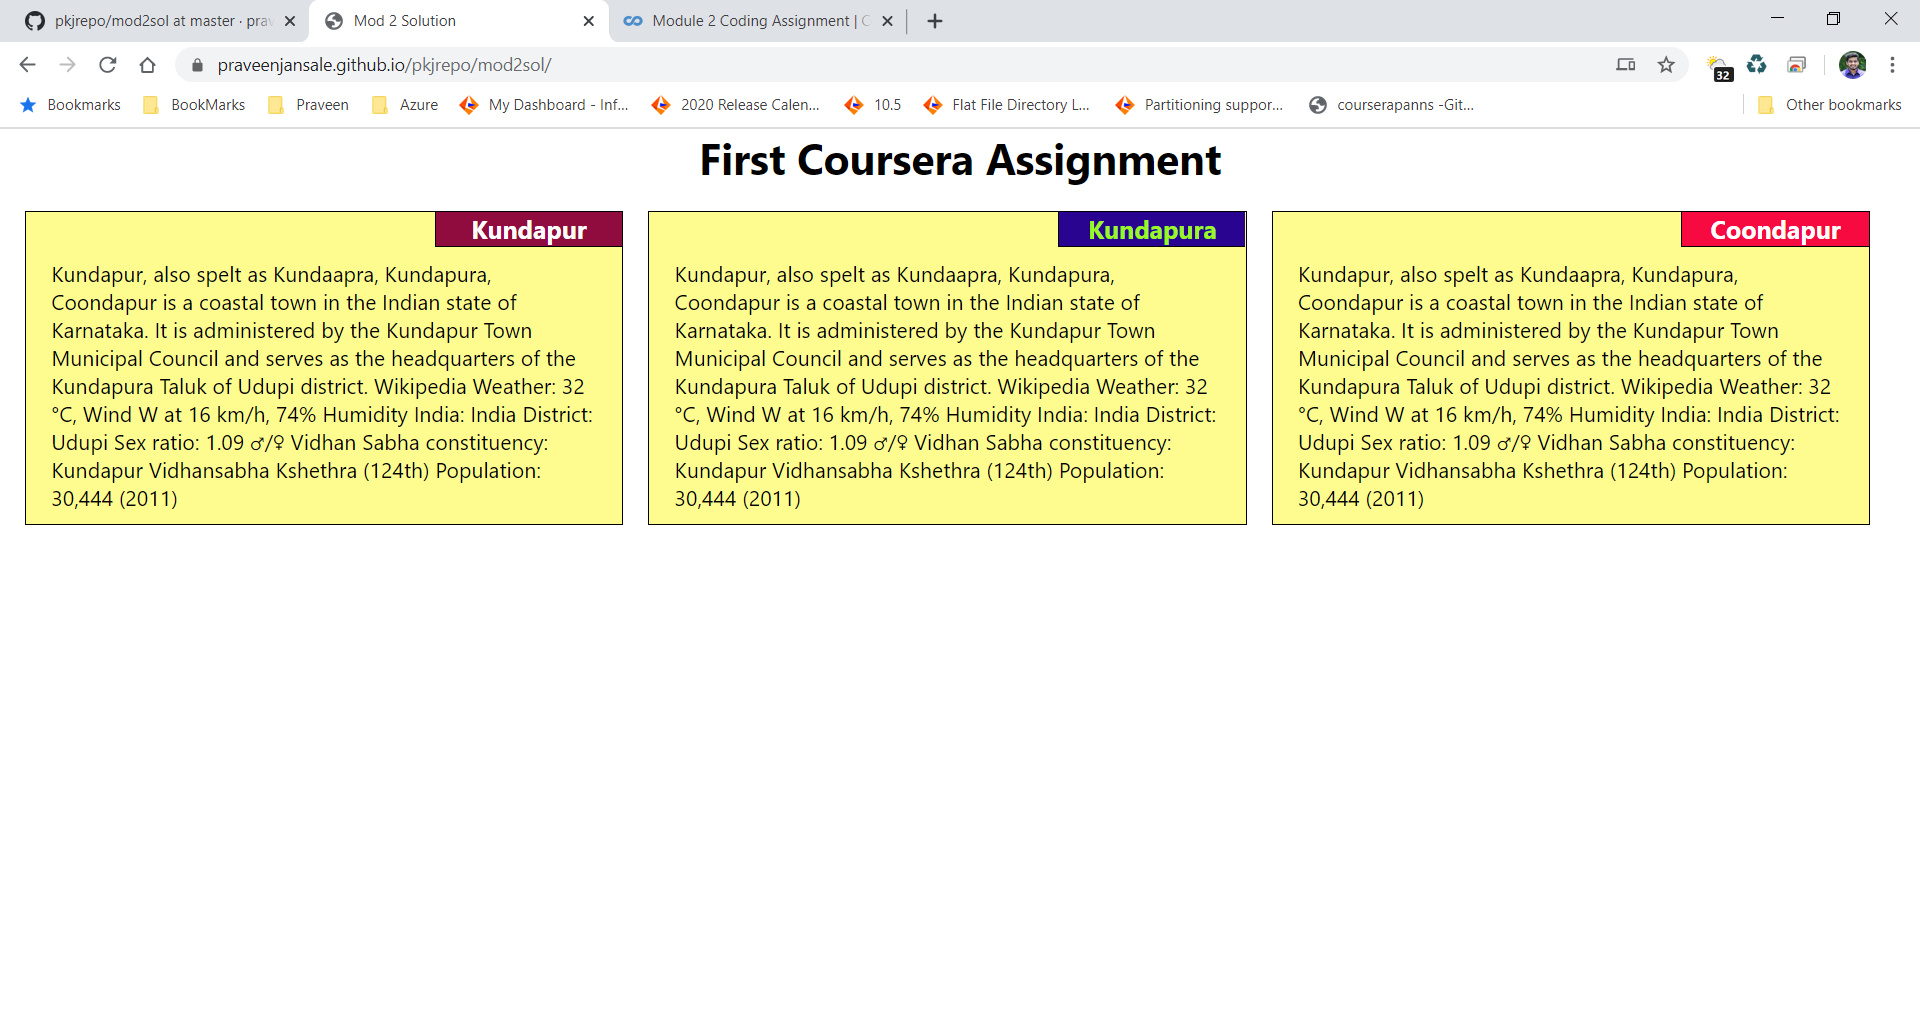 pkjrepo/mod2sol at master · prav
Mod 2 Solution
Module 2 Coding Assignment | C
praveenjansale.github.io/pkjrepo/mod2sol/
32
Bookmarks
BookMarks
Praveen
Azure
My Dashboard - Inf...
2020 Release Calen...
10.5
Flat File Directory L...
Partitioning suppor...
courserapanns -Git...
Other bookmarks
First Coursera Assignment
Kundapur
Kundapur, also spelt as Kundaapra, Kundapura,
Coondapur is a coastal town in the Indian state of
Karnataka. It is administered by the Kundapur Town
Municipal Council and serves as the headquarters of the
Kundapura Taluk of Udupi district. Wikipedia Weather: 32
°C, Wind W at 16 km/h, 74% Humidity India: India District:
Udupi Sex ratio: 1.09 ♂/♀ Vidhan Sabha constituency:
Kundapur Vidhansabha Kshethra (124th) Population:
30,444 (2011)
Kundapura
Kundapur, also spelt as Kundaapra, Kundapura,
Coondapur is a coastal town in the Indian state of
Karnataka. It is administered by the Kundapur Town
Municipal Council and serves as the headquarters of the
Kundapura Taluk of Udupi district. Wikipedia Weather: 32
°C, Wind W at 16 km/h, 74% Humidity India: India District:
Udupi Sex ratio: 1.09 ♂/♀ Vidhan Sabha constituency:
Kundapur Vidhansabha Kshethra (124th) Population:
30,444 (2011)
Coondapur
Kundapur, also spelt as Kundaapra, Kundapura,
Coondapur is a coastal town in the Indian state of
Karnataka. It is administered by the Kundapur Town
Municipal Council and serves as the headquarters of the
Kundapura Taluk of Udupi district. Wikipedia Weather: 32
°C, Wind W at 16 km/h, 74% Humidity India: India District:
Udupi Sex ratio: 1.09 ♂/♀ Vidhan Sabha constituency:
Kundapur Vidhansabha Kshethra (124th) Population:
30,444 (2011)